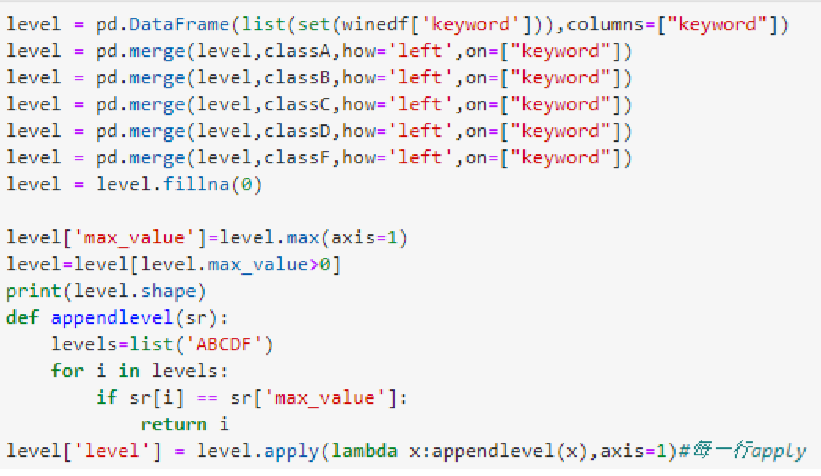 level = pd.DataFrame(list(set(winedf['keyword'])),columns=["keyword"])
level = pd.merge(level,classA,how='left',on=["keyword"])
level = pd.merge(level,classB,how='left',on=["keyword"])
level = pd.merge(level,classC,how='left',on=["keyword"])
level = pd.merge(level,classD,how='left',on=["keyword"])
level = pd.merge(level,classF,how='left',on=["keyword"])
level = level.fillna(0)

level['max_value']=level.max(axis=1)
level=level[level.max_value>0]
print(level.shape)
def appendlevel(sr):
    levels=list('ABCDF')
    for i in levels:
        if sr[i] == sr['max_value']:
            return i
level['level'] = level.apply(lambda x:appendlevel(x),axis=1)#每一行apply